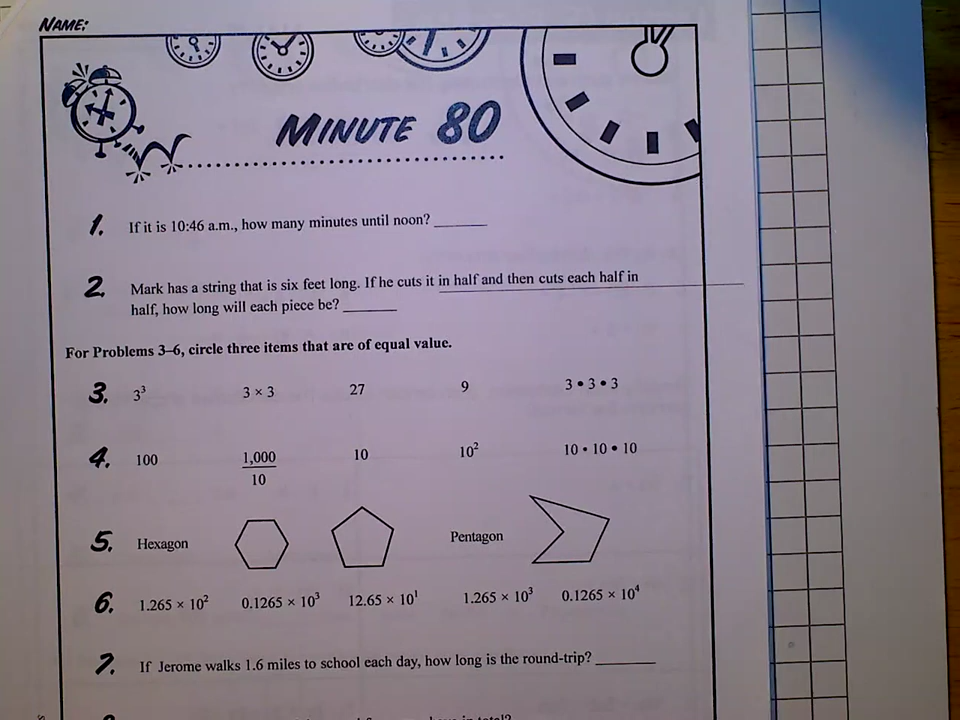 NAME:
MINUTE 80
1. If it is 10:46 a.m., how many minutes until noon? ______
2. Mark has a string that is six feet long. If he cuts it in half and then cuts each half in
half, how long will each piece be? ______
For Problems 3–6, circle three items that are of equal value.
3. 3³ 3 × 3 27 9 3 • 3 • 3
4. 100 1,000/10 10 10² 10 • 10 • 10
5. Hexagon Pentagon
6. 1.265 × 10² 0.1265 × 10³ 12.65 × 10¹ 1.265 × 10³ 0.1265 × 10⁴
7. If Jerome walks 1.6 miles to school each day, how long is the round-trip? ______
in total?